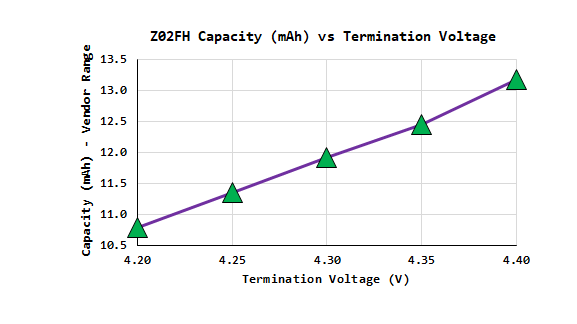 Z02FH Capacity (mAh) vs Termination Voltage
Capacity (mAh) - Vendor Range
13.5
13.0
12.5
12.0
11.5
11.0
10.5
4.20 4.25 4.30 4.35 4.40
Termination Voltage (V)